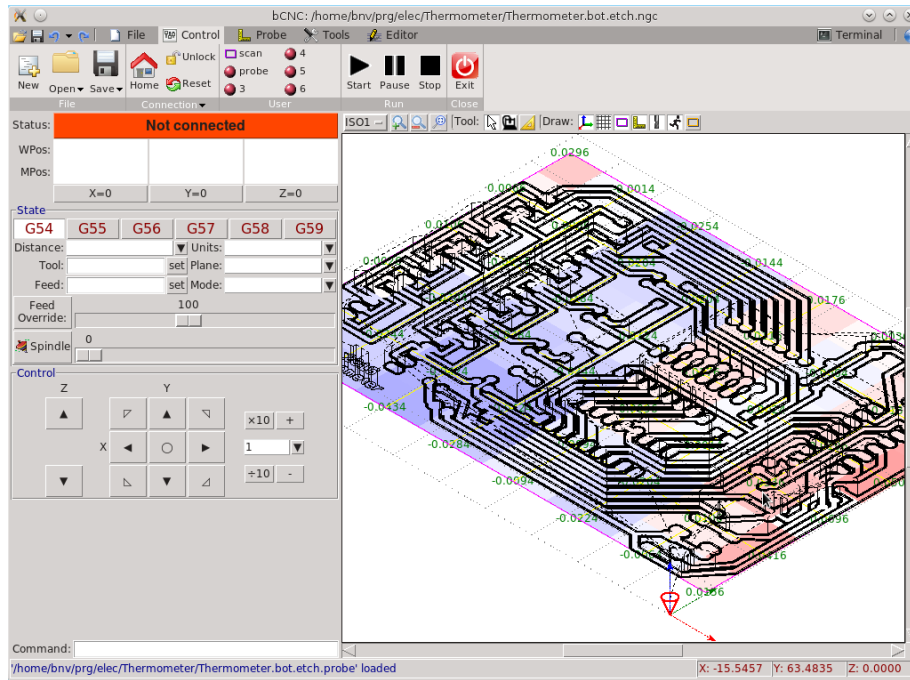 bCNC: /home/bnv/prg/elec/Thermometer/Thermometer.bot.etch.ngc
File Control Probe Tools Editor Terminal
New Open Save Home Unlock Reset scan probe 3 4 5 6 Start Pause Stop Exit
File Connection User Run Close
Status: Not connected
WPos:
MPos:
X=0 Y=0 Z=0
State
G54 G55 G56 G57 G58 G59
Distance: Units:
Tool: set Plane:
Feed: set Mode:
Feed Override: 100
Spindle 0
Control
Z Y
X
×10 +
1
÷10 -
ISO1 Tool: Draw:
0.0296
0.0014
0.0254
0.0144
0.0176
-0.0434
-0.0284
-0.0994
-0.0224
0.0186
Command:
'/home/bnv/prg/elec/Thermometer/Thermometer.bot.etch.probe' loaded
X: -15.5457 Y: 63.4835 Z: 0.0000